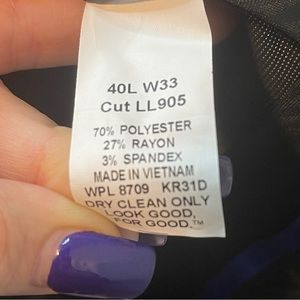 40L W33
Cut LL905
70% POLYESTER
27% RAYON
3% SPANDEX
MADE IN VIETNAM
WPL 8709 KR31D
DRY CLEAN ONLY
LOOK GOOD,
FOR GOOD.™